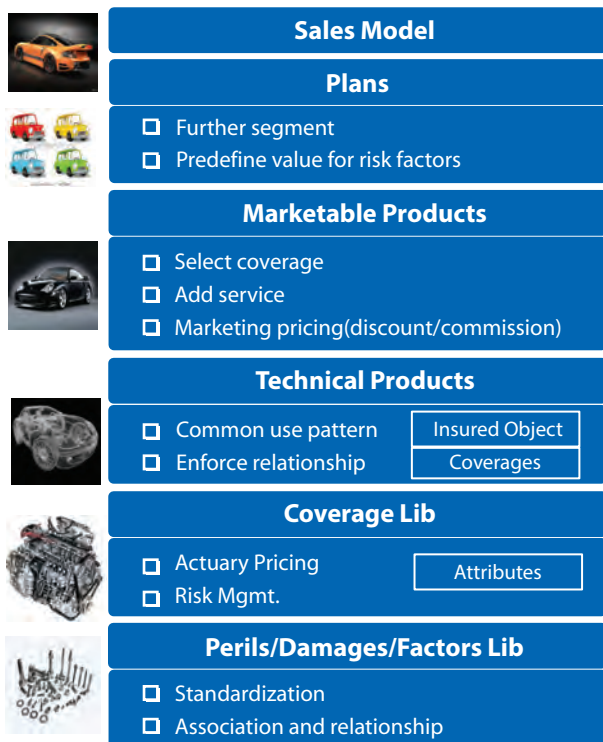 Sales Model
Plans
Further segment
Predefine value for risk factors
Marketable Products
Select coverage
Add service
Marketing pricing(discount/commission)
Technical Products
Common use pattern
Insured Object
Enforce relationship
Coverages
Coverage Lib
Actuary Pricing
Attributes
Risk Mgmt.
Perils/Damages/Factors Lib
Standardization
Association and relationship